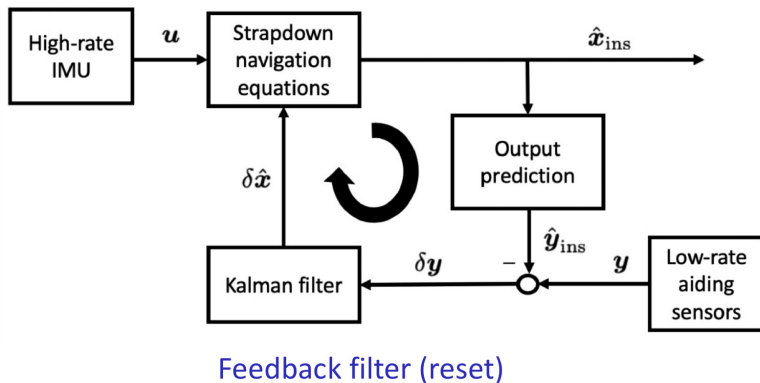 High-rate
IMU
u
Strapdown
navigation
equations
x̂ins
Output
prediction
δx̂
ŷins
Kalman filter
δy
−
y
Low-rate
aiding
sensors
Feedback filter (reset)